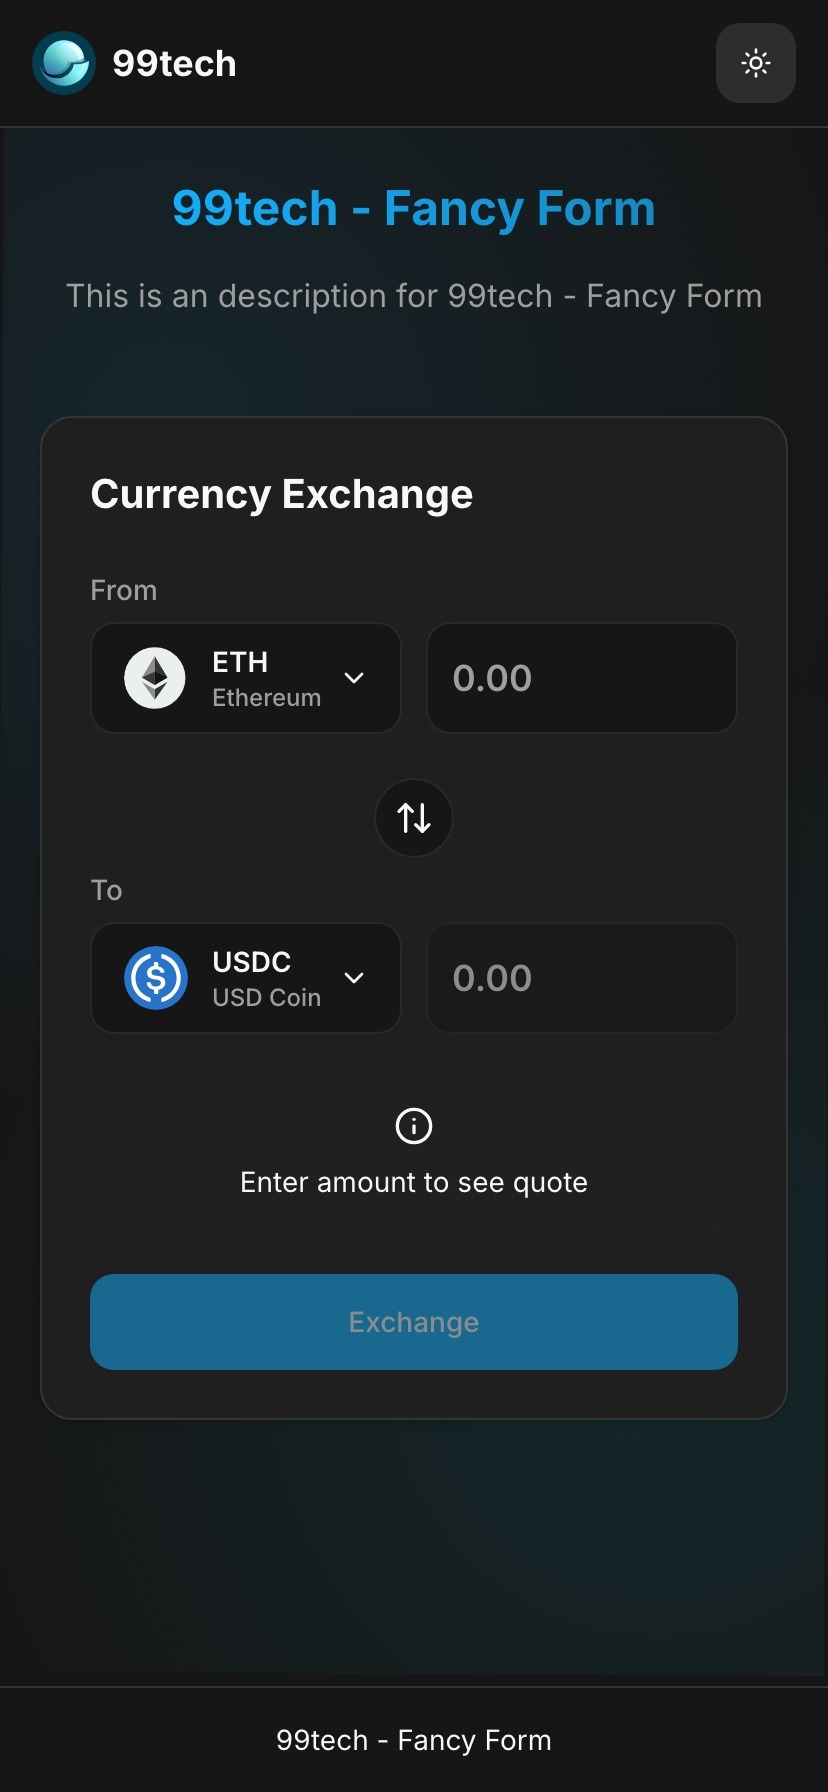 99tech
99tech - Fancy Form
This is an description for 99tech - Fancy Form
Currency Exchange
From
ETH
Ethereum
0.00
To
USDC
USD Coin
0.00
Enter amount to see quote
Exchange
99tech - Fancy Form